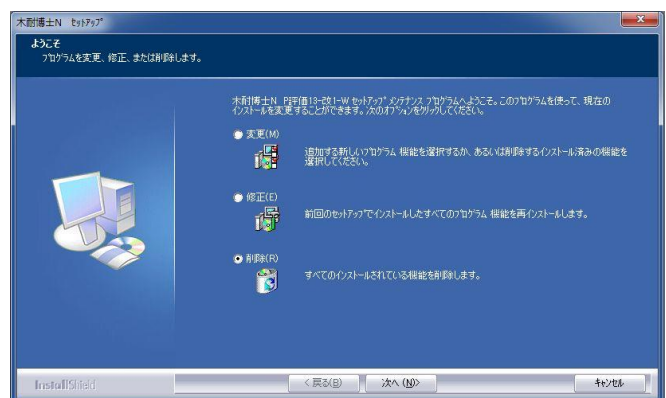 木耐博士N ｾｯﾄｱｯﾌﾟ
ようこそ
ﾌﾟﾛｸﾞﾗﾑを変更、修正、または削除します。
木耐博士N P評価13-改1-W ｾｯﾄｱｯﾌﾟ ﾒﾝﾃﾅﾝｽ ﾌﾟﾛｸﾞﾗﾑへようこそ。このﾌﾟﾛｸﾞﾗﾑを使って、現在の
ｲﾝｽﾄｰﾙを変更することができます。次のｵﾌﾟｼｮﾝをｸﾘｯｸしてください。
変更(M)
追加する新しいﾌﾟﾛｸﾞﾗﾑ 機能を選択するか、あるいは削除するｲﾝｽﾄｰﾙ済みの機能を
選択してください。
修正(E)
前回のｾｯﾄｱｯﾌﾟでｲﾝｽﾄｰﾙしたすべてのﾌﾟﾛｸﾞﾗﾑ 機能を再ｲﾝｽﾄｰﾙします。
削除(R)
すべてのｲﾝｽﾄｰﾙされている機能を削除します。
InstallShield
< 戻る(B)
次へ (N)>
ｷｬﾝｾﾙ